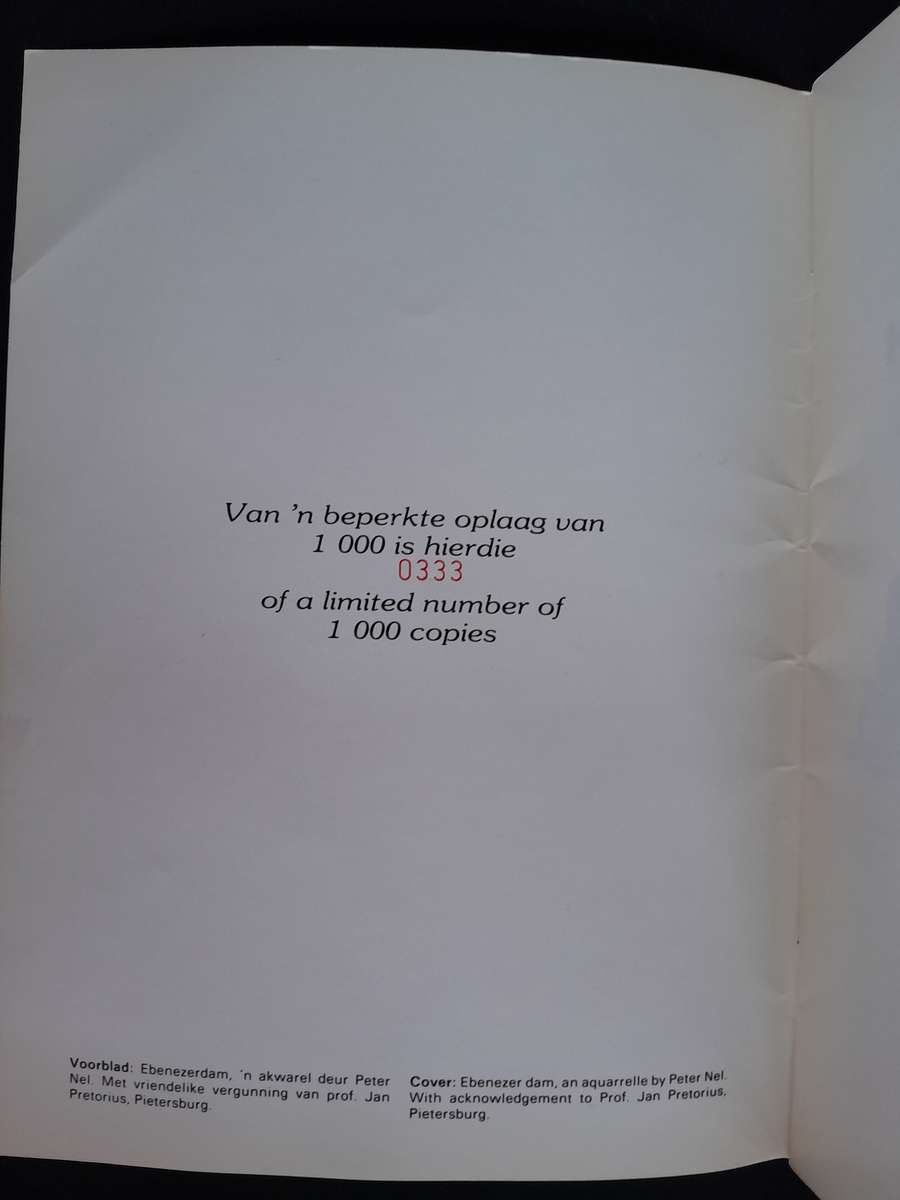 Van 'n beperkte oplaag van
1 000 is hierdie
0333
of a limited number of
1 000 copies
Voorblad: Ebenezerdam, 'n akwarel deur Peter
Nel. Met vriendelike vergunning van prof. Jan
Pretorius, Pietersburg.
Cover: Ebenezer dam, an aquarrelle by Peter Nel.
With acknowledgement to Prof. Jan Pretorius,
Pietersburg.